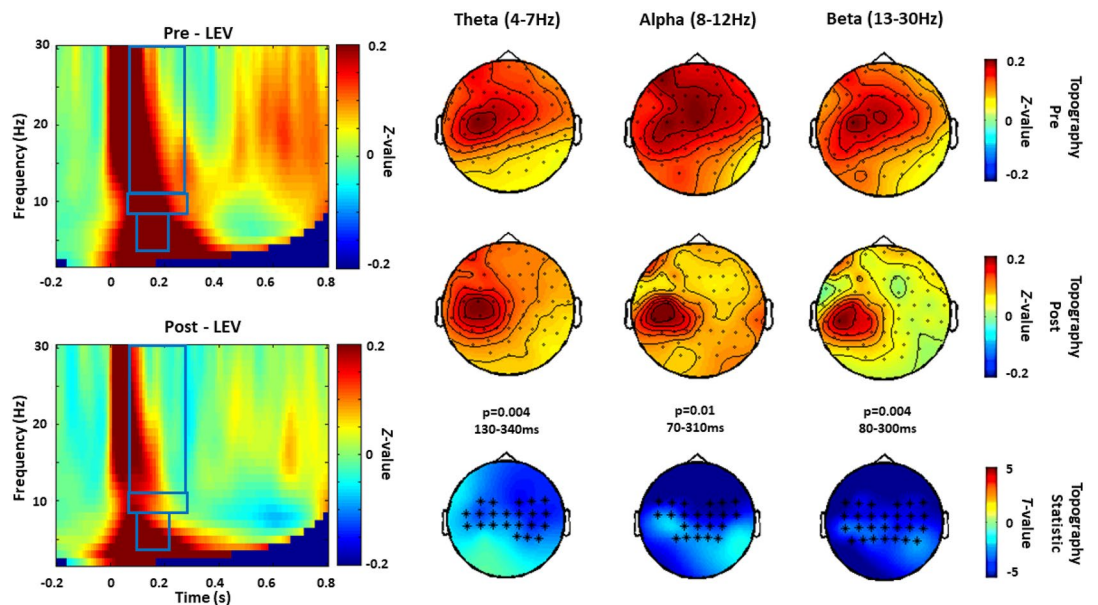 Pre - LEV
30
20
10
Frequency (Hz)
-0.2
0
0.2
0.4
0.6
0.8
0.2
0
-0.2
Z-value
Post - LEV
30
20
10
Frequency (Hz)
-0.2
0
0.2
0.4
0.6
0.8
Time (s)
0.2
0
-0.2
Z-value
Theta (4-7Hz)
Alpha (8-12Hz)
Beta (13-30Hz)
0.2
0
-0.2
Z-value
Topography
Pre
0.2
0
-0.2
Z-value
Topography
Post
p=0.004
130-340ms
p=0.01
70-310ms
p=0.004
80-300ms
5
0
-5
T-value
Topography
Statistic